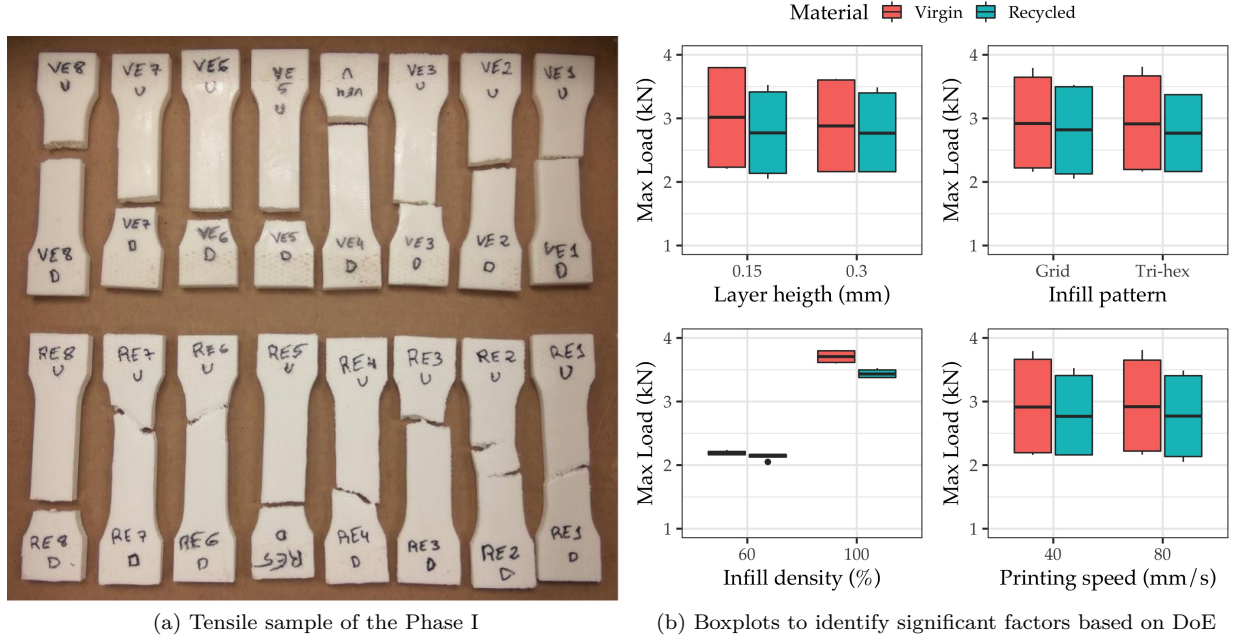 Material Virgin Recycled
VE8 VE7 VE6 VE5 VE4 VE3 VE2 VE1
U U U U U U U U
VE8 VE7 VE6 VE5 VE4 VE3 VE2 VE1
D D D D D D D D
RE8 RE7 RE6 RE5 RE4 RE3 RE2 RE1
U U U U U U U U
RE8 RE7 RE6 RES RE4 RE3 RE2 RE1
D D D D D D D D
(a) Tensile sample of the Phase I
Max Load (kN)
4
3
2
1
0.15 0.3
Layer heigth (mm)
Max Load (kN)
4
3
2
1
Grid Tri-hex
Infill pattern
Max Load (kN)
4
3
2
1
60 100
Infill density (%)
Max Load (kN)
4
3
2
1
40 80
Printing speed (mm/s)
(b) Boxplots to identify significant factors based on DoE